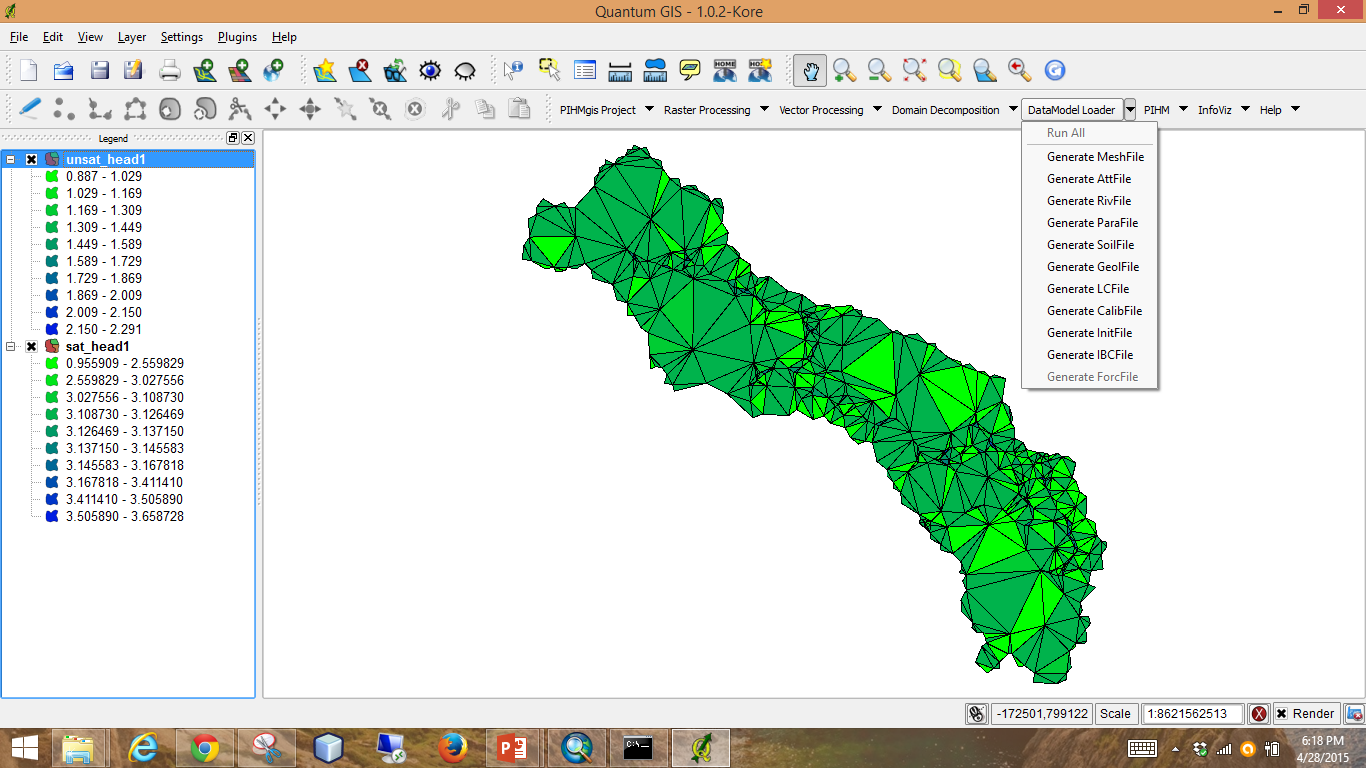 Quantum GIS - 1.0.2-Kore
File Edit View Layer Settings Plugins Help
HOME HOM
PIHMgis Project Raster Processing Vector Processing Domain Decomposition DataModel Loader PIHM InfoViz Help
Run All
Generate MeshFile
Generate AttFile
Generate RivFile
Generate ParaFile
Generate SoilFile
Generate GeolFile
Generate LCFile
Generate CalibFile
Generate InitFile
Generate IBCFile
Generate ForcFile
Legend
unsat_head1
0.887 - 1.029
1.029 - 1.169
1.169 - 1.309
1.309 - 1.449
1.449 - 1.589
1.589 - 1.729
1.729 - 1.869
1.869 - 2.009
2.009 - 2.150
2.150 - 2.291
sat_head1
0.955909 - 2.559829
2.559829 - 3.027556
3.027556 - 3.108730
3.108730 - 3.126469
3.126469 - 3.137150
3.137150 - 3.145583
3.145583 - 3.167818
3.167818 - 3.411410
3.411410 - 3.505890
3.505890 - 3.658728
-172501,799122 Scale 1:8621562513 Render
6:18 PM
4/28/2015